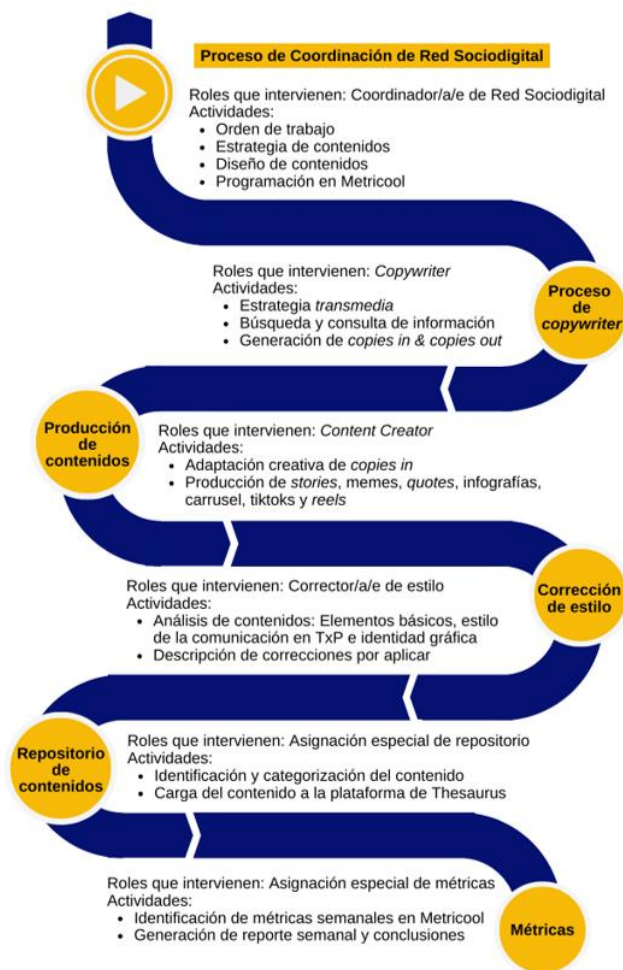 Proceso de Coordinación de Red Sociodigital
Roles que intervienen: Coordinador/a/e de Red Sociodigital
Actividades:
• Orden de trabajo
• Estrategia de contenidos
• Diseño de contenidos
• Programación en Metricool
Roles que intervienen: Copywriter
Actividades:
• Estrategia transmedia
• Búsqueda y consulta de información
• Generación de copies in & copies out
Proceso
de
copywriter
Producción
de
contenidos
Roles que intervienen: Content Creator
Actividades:
• Adaptación creativa de copies in
• Producción de stories, memes, quotes, infografías,
carrusel, tiktoks y reels
Roles que intervienen: Corrector/a/e de estilo
Actividades:
• Análisis de contenidos: Elementos básicos, estilo
de la comunicación en TxP e identidad gráfica
• Descripción de correcciones por aplicar
Corrección
de estilo
Repositorio
de
contenidos
Roles que intervienen: Asignación especial de repositorio
Actividades:
• Identificación y categorización del contenido
• Carga del contenido a la plataforma de Thesaurus
Roles que intervienen: Asignación especial de métricas
Actividades:
• Identificación de métricas semanales en Metricool
• Generación de reporte semanal y conclusiones
Métricas